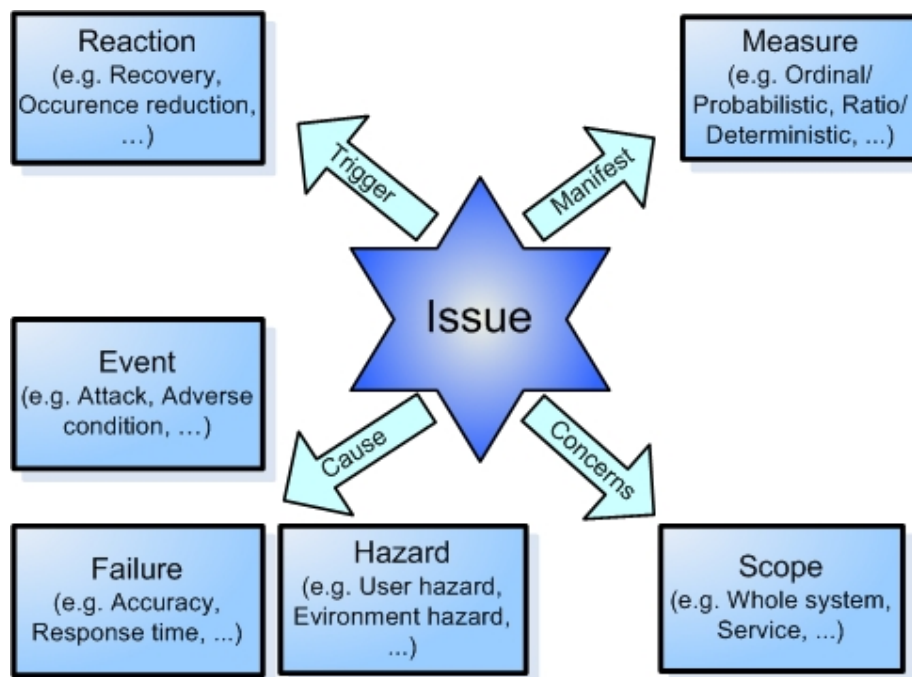 Reaction
(e.g. Recovery,
Occurence reduction,
…)
Measure
(e.g. Ordinal/
Probabilistic, Ratio/
Deterministic, ...)
Trigger
Manifest
Issue
Event
(e.g. Attack, Adverse
condition, …)
Cause
Concerns
Failure
(e.g. Accuracy,
Response time, ...)
Hazard
(e.g. User hazard,
Evironment hazard,
...)
Scope
(e.g. Whole system,
Service, ...)